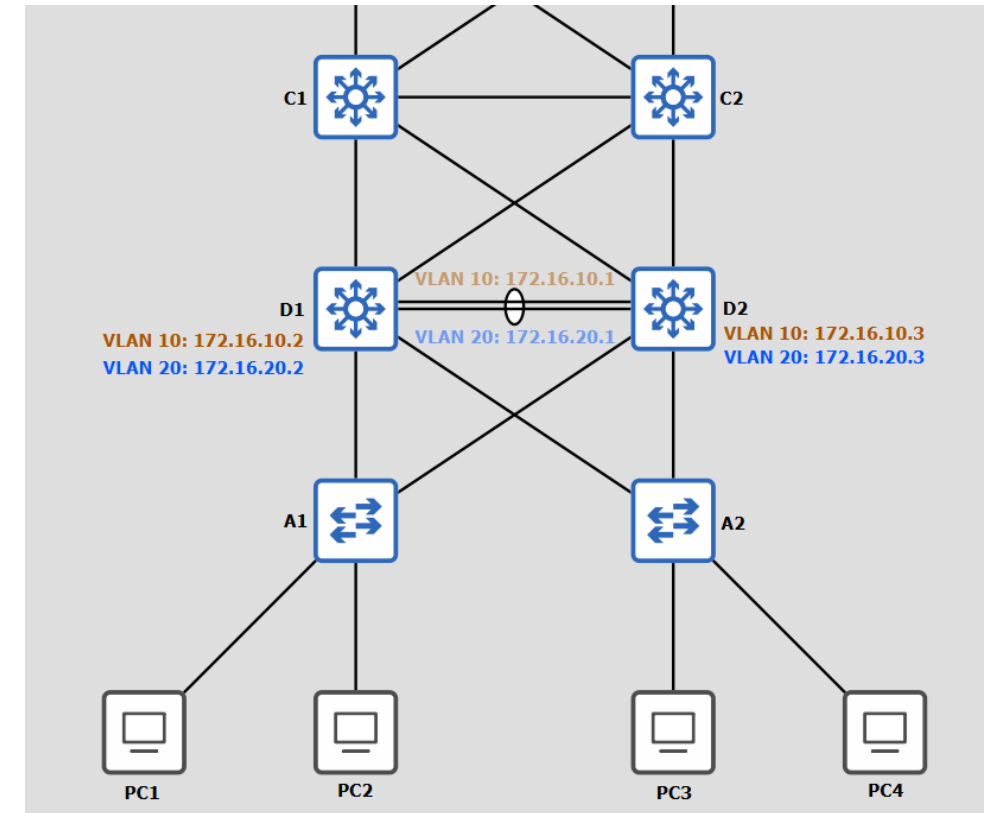 C1
C2
VLAN 10: 172.16.10.1
D1
D2
VLAN 10: 172.16.10.2
VLAN 20: 172.16.20.2
VLAN 20: 172.16.20.1
VLAN 10: 172.16.10.3
VLAN 20: 172.16.20.3
A1
A2
PC1
PC2
PC3
PC4